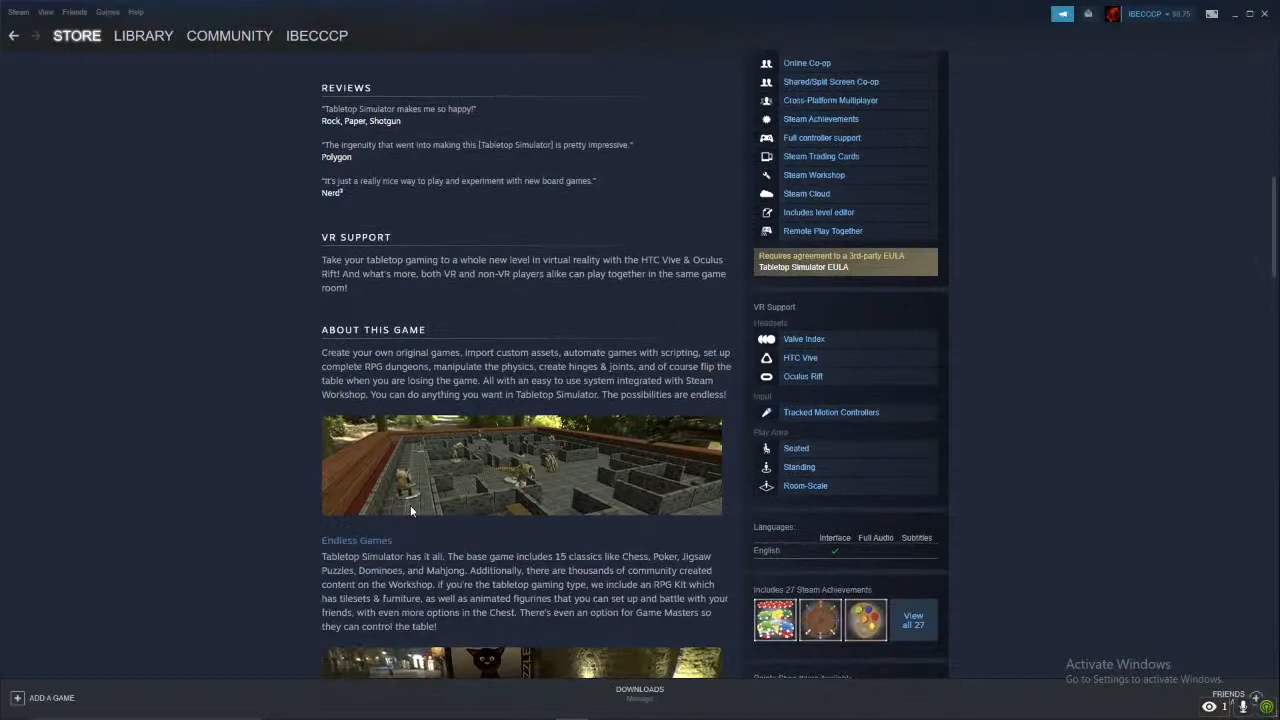 Steam View Friends Games Help
IBECCCP $8.75
STORE LIBRARY COMMUNITY IBECCCP
REVIEWS
"Tabletop Simulator makes me so happy!"
Rock, Paper, Shotgun
"The ingenuity that went into making this [Tabletop Simulator] is pretty impressive."
Polygon
"It's just a really nice way to play and experiment with new board games."
Nerd³
VR SUPPORT
Take your tabletop gaming to a whole new level in virtual reality with the HTC Vive & Oculus
Rift! And what's more, both VR and non-VR players alike can play together in the same game
room!
ABOUT THIS GAME
Create your own original games, import custom assets, automate games with scripting, set up
complete RPG dungeons, manipulate the physics, create hinges & joints, and of course flip the
table when you are losing the game. All with an easy to use system integrated with Steam
Workshop. You can do anything you want in Tabletop Simulator. The possibilities are endless!
Endless Games
Tabletop Simulator has it all. The base game includes 15 classics like Chess, Poker, Jigsaw
Puzzles, Dominoes, and Mahjong. Additionally, there are thousands of community created
content on the Workshop. if you're the tabletop gaming type, we include an RPG Kit which
has tilesets & furniture, as well as animated figurines that you can set up and battle with your
friends, with even more options in the Chest. There's even an option for Game Masters so
they can control the table!
Online Co-op
Shared/Split Screen Co-op
Cross-Platform Multiplayer
Steam Achievements
Full controller support
Steam Trading Cards
Steam Workshop
Steam Cloud
Includes level editor
Remote Play Together
Requires agreement to a 3rd-party EULA
Tabletop Simulator EULA
VR Support
Headsets
Valve Index
HTC Vive
Oculus Rift
Input
Tracked Motion Controllers
Play Area
Seated
Standing
Room-Scale
Languages:
Interface Full Audio Subtitles
English
Includes 27 Steam Achievements
View
all 27
Activate Windows
Go to Settings to activate Windows.
ADD A GAME
DOWNLOADS
Manage
FRIENDS
1